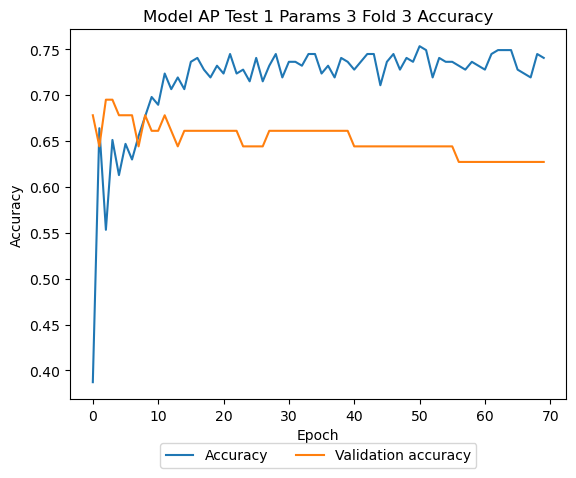 Model AP Test 1 Params 3 Fold 3 Accuracy
0.75
0.70
0.65
0.60
0.55
0.50
0.45
0.40
Accuracy
0 10 20 30 40 50 60 70
Epoch
Accuracy Validation accuracy